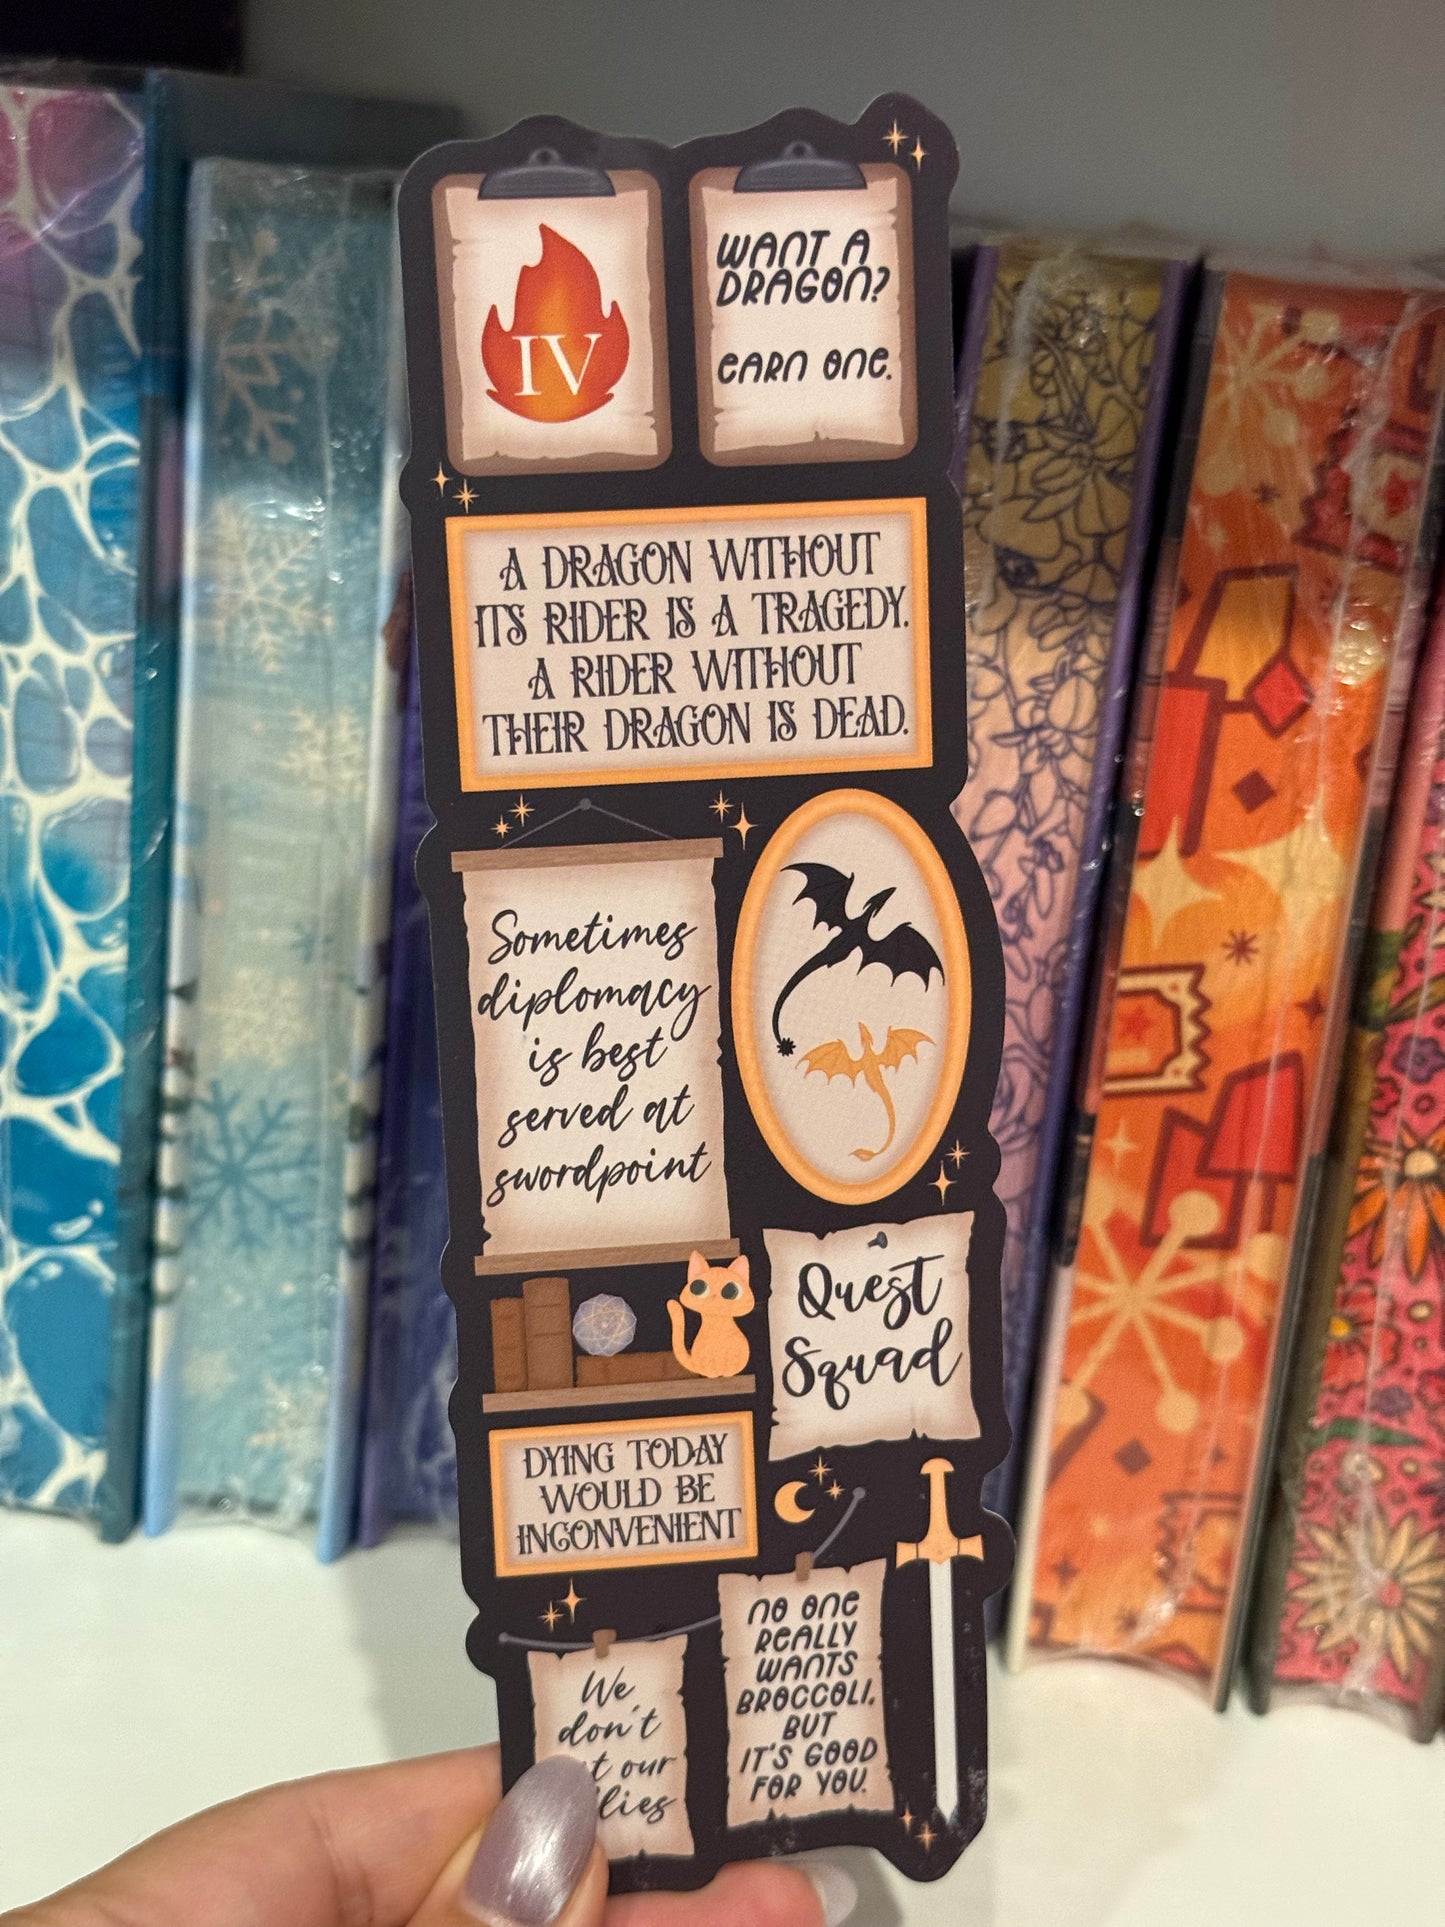 IV
WANT A
DRAGON?
EARN ONE.
A DRAGON WITHOUT
ITS RIDER IS A TRAGEDY.
A RIDER WITHOUT
THEIR DRAGON IS DEAD.
Sometimes
diplomacy
is best
served at
swordpoint
Quest
Squad
DYING TODAY
WOULD BE
INCONVENIENT
We
don't
our
NO ONE
REALLY
WANTS
BROCCOLI,
BUT
IT'S GOOD
FOR YOU.